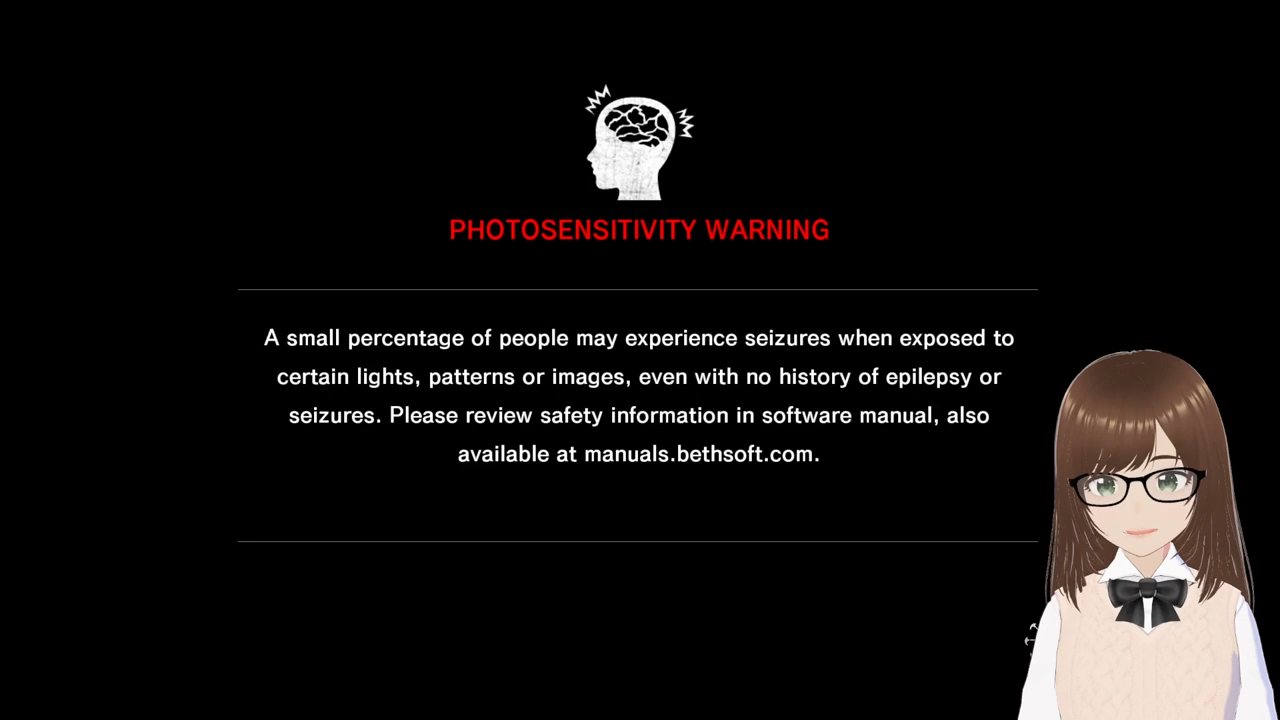 PHOTOSENSITIVITY WARNING
A small percentage of people may experience seizures when exposed to
certain lights, patterns or images, even with no history of epilepsy or
seizures. Please review safety information in software manual, also
available at manuals.bethsoft.com.